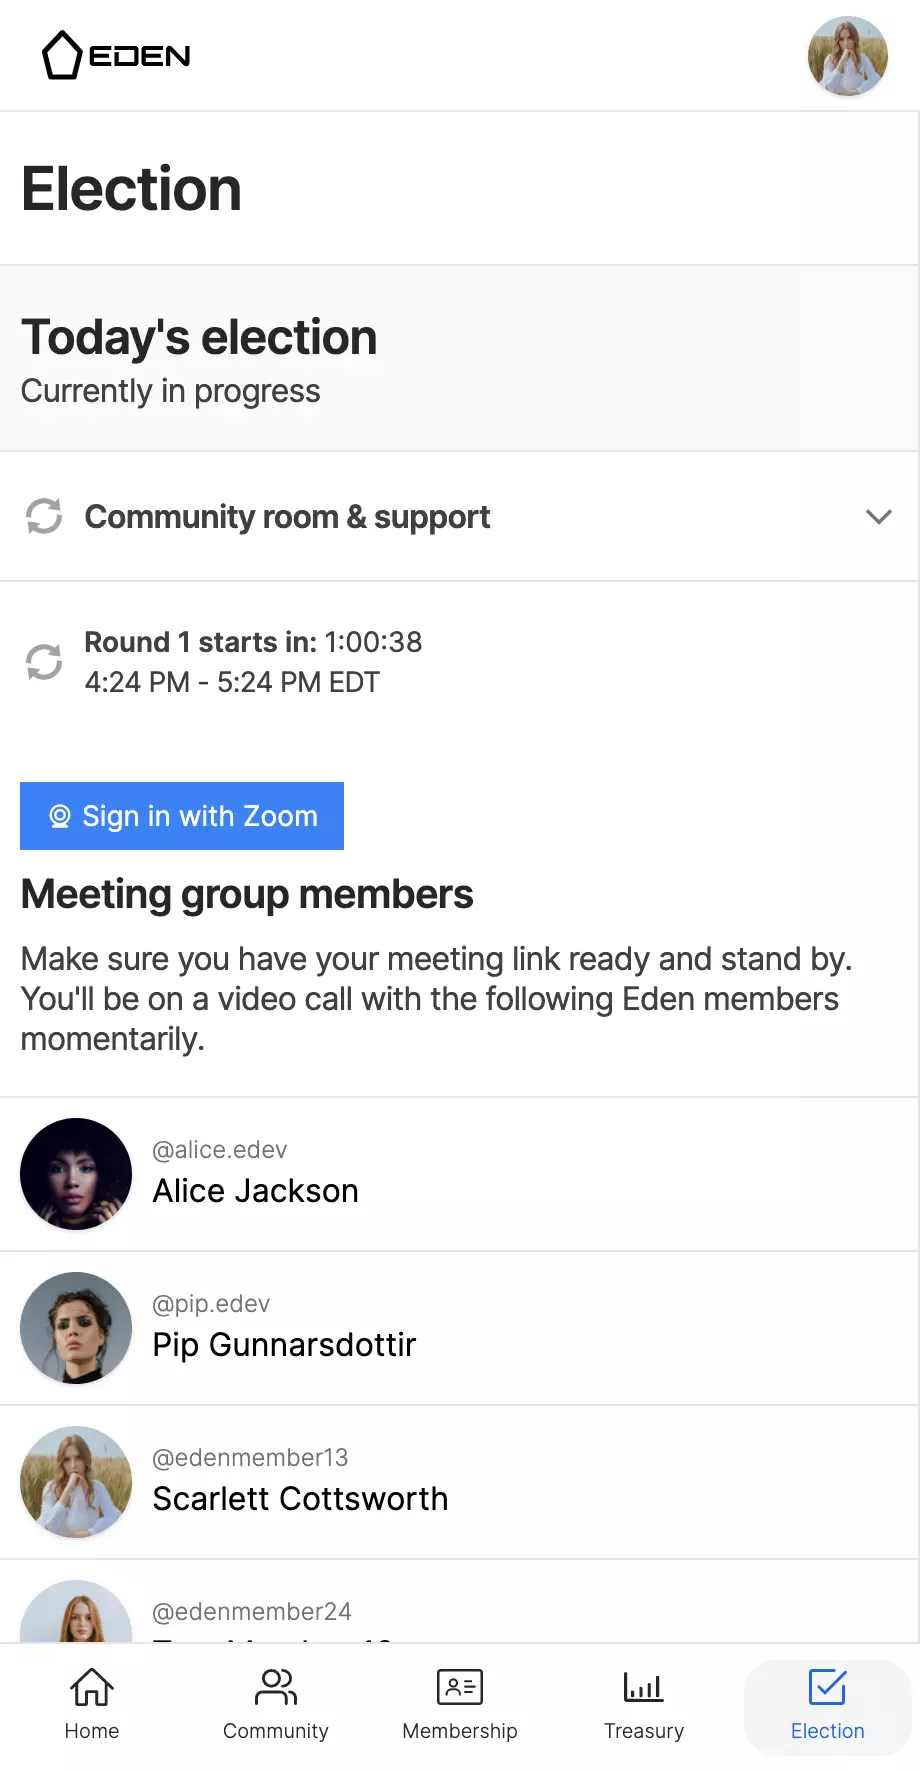 EDEN
Election
Today's election
Currently in progress
Community room & support
Round 1 starts in: 1:00:38
4:24 PM - 5:24 PM EDT
Sign in with Zoom
Meeting group members
Make sure you have your meeting link ready and stand by.
You'll be on a video call with the following Eden members
momentarily.
@alice.edev
Alice Jackson
@pip.edev
Pip Gunnarsdottir
@edenmember13
Scarlett Cottsworth
@edenmember24
Home
Community
Membership
Treasury
Election